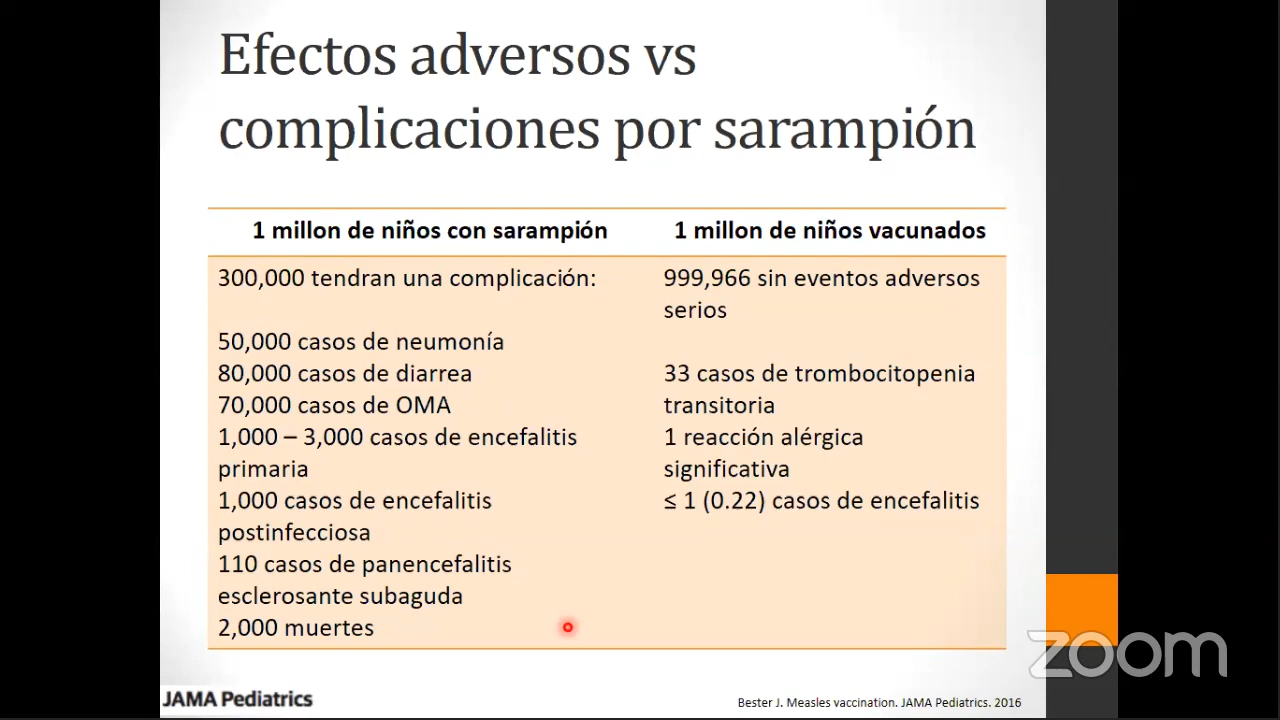 Efectos adversos vs
complicaciones por sarampión
1 millon de niños con sarampión
300,000 tendran una complicación:
50,000 casos de neumonía
80,000 casos de diarrea
70,000 casos de OMA
1,000 – 3,000 casos de encefalitis
primaria
1,000 casos de encefalitis
postinfecciosa
110 casos de panencefalitis
esclerosante subaguda
2,000 muertes
1 millon de niños vacunados
999,966 sin eventos adversos
serios
33 casos de trombocitopenia
transitoria
1 reacción alérgica
significativa
≤ 1 (0.22) casos de encefalitis
JAMA Pediatrics
Bester J. Measles vaccination. JAMA Pediatrics. 2016
zoom